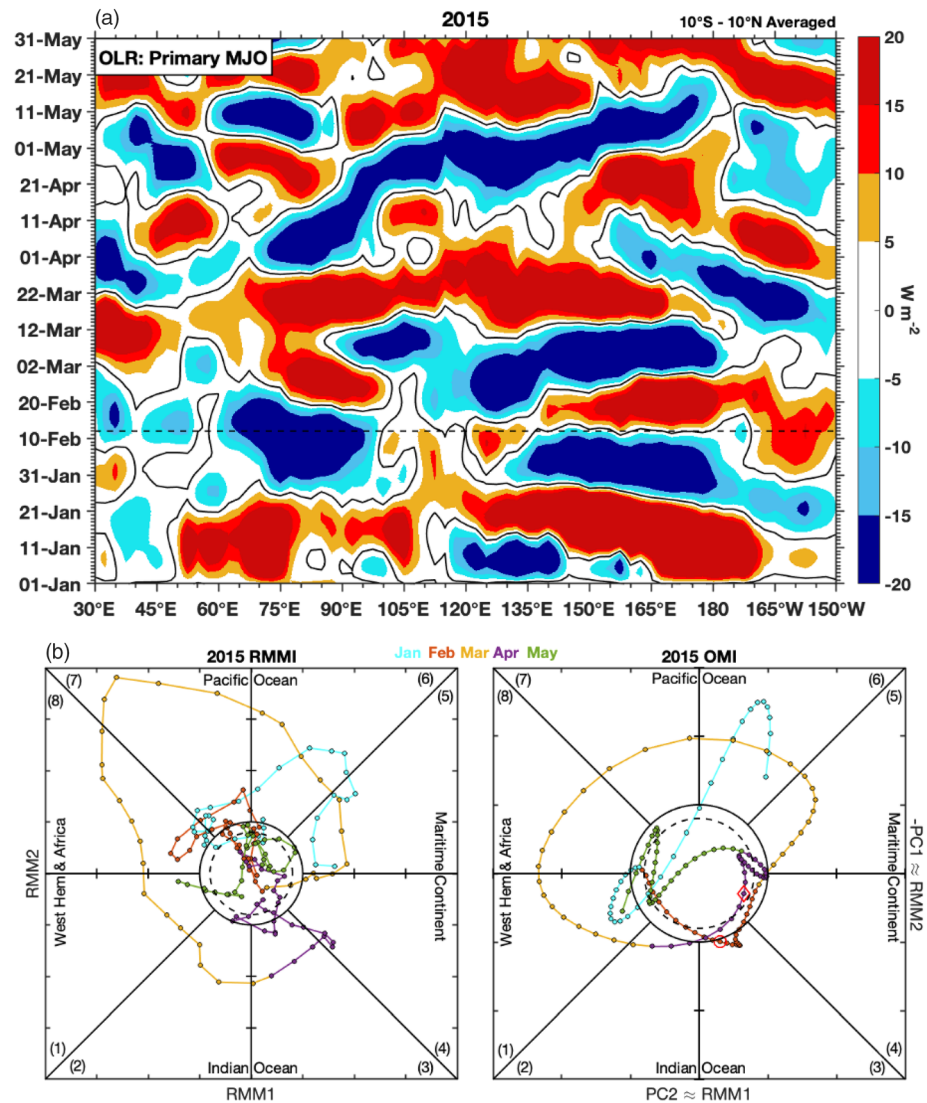 (a)
2015
10°S - 10°N Averaged
OLR: Primary MJO
31-May
21-May
11-May
01-May
21-Apr
11-Apr
01-Apr
22-Mar
12-Mar
02-Mar
20-Feb
10-Feb
31-Jan
21-Jan
11-Jan
01-Jan
30°E 45°E 60°E 75°E 90°E 105°E 120°E 135°E 150°E 165°E 180 165°W 150°W
20
15
10
5
0
-5
-10
-15
-20
W m-2
(b)
2015 RMMI
Jan Feb Mar Apr May
2015 OMI
(7) Pacific Ocean (6)
(8) (5)
West Hem & Africa
Maritime Continent
(1) (4)
(2) Indian Ocean (3)
RMM2
RMM1
(7) Pacific Ocean (6)
(8) (5)
West Hem & Africa
Maritime Continent
(1) (4)
(2) Indian Ocean (3)
-PC1 ≈ RMM2
PC2 ≈ RMM1